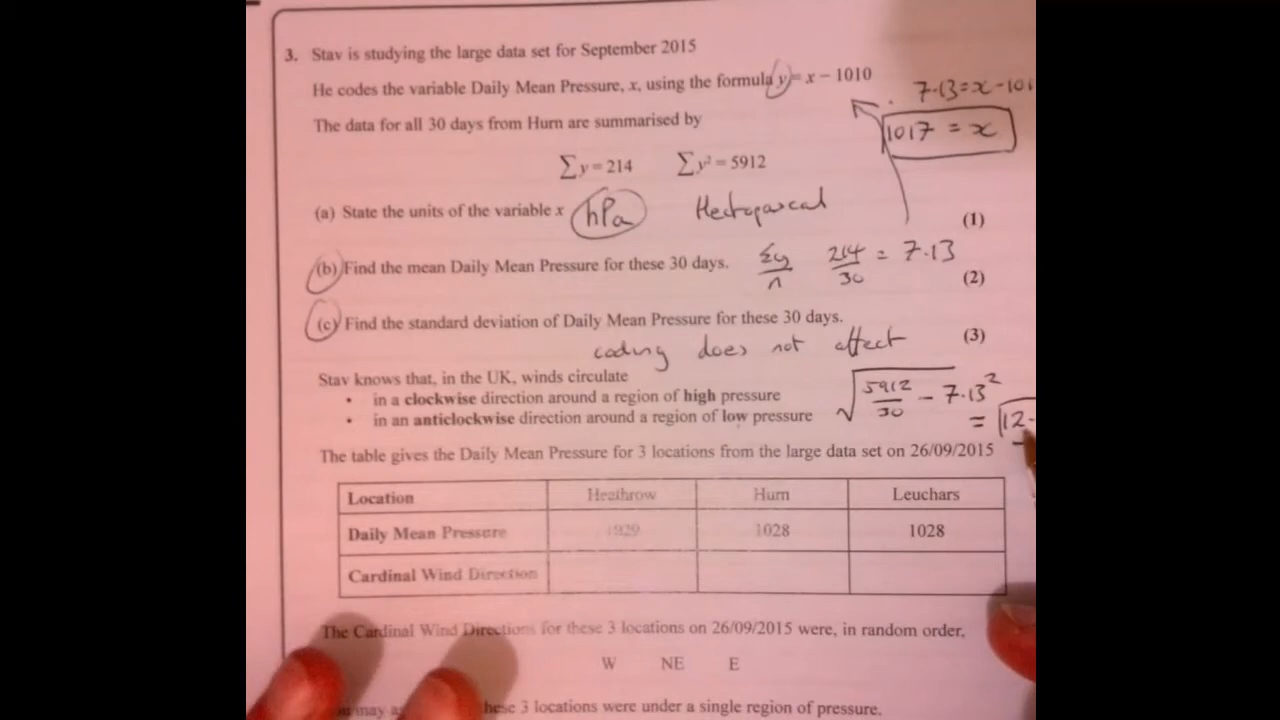 3. Stav is studying the large data set for September 2015
He codes the variable Daily Mean Pressure, x, using the formula y = x − 1010
7·13 = x − 101
The data for all 30 days from Hurn are summarised by
1017 = x
∑y = 214 ∑y² = 5912
(a) State the units of the variable x hPa Hectopascal
(1)
(b) Find the mean Daily Mean Pressure for these 30 days. Σy/n 214/30 = 7·13
(2)
(c) Find the standard deviation of Daily Mean Pressure for these 30 days.
(3)
coding does not affect
Stav knows that, in the UK, winds circulate
• in a clockwise direction around a region of high pressure
• in an anticlockwise direction around a region of low pressure
√(5912/30 − 7·13²)
= 12·
The table gives the Daily Mean Pressure for 3 locations from the large data set on 26/09/2015
Location Heathrow Hurn Leuchars
Daily Mean Pressure 1029 1028 1028
Cardinal Wind Direction
The Cardinal Wind Directions for these 3 locations on 26/09/2015 were, in random order,
W NE E
may these 3 locations were under a single region of pressure.